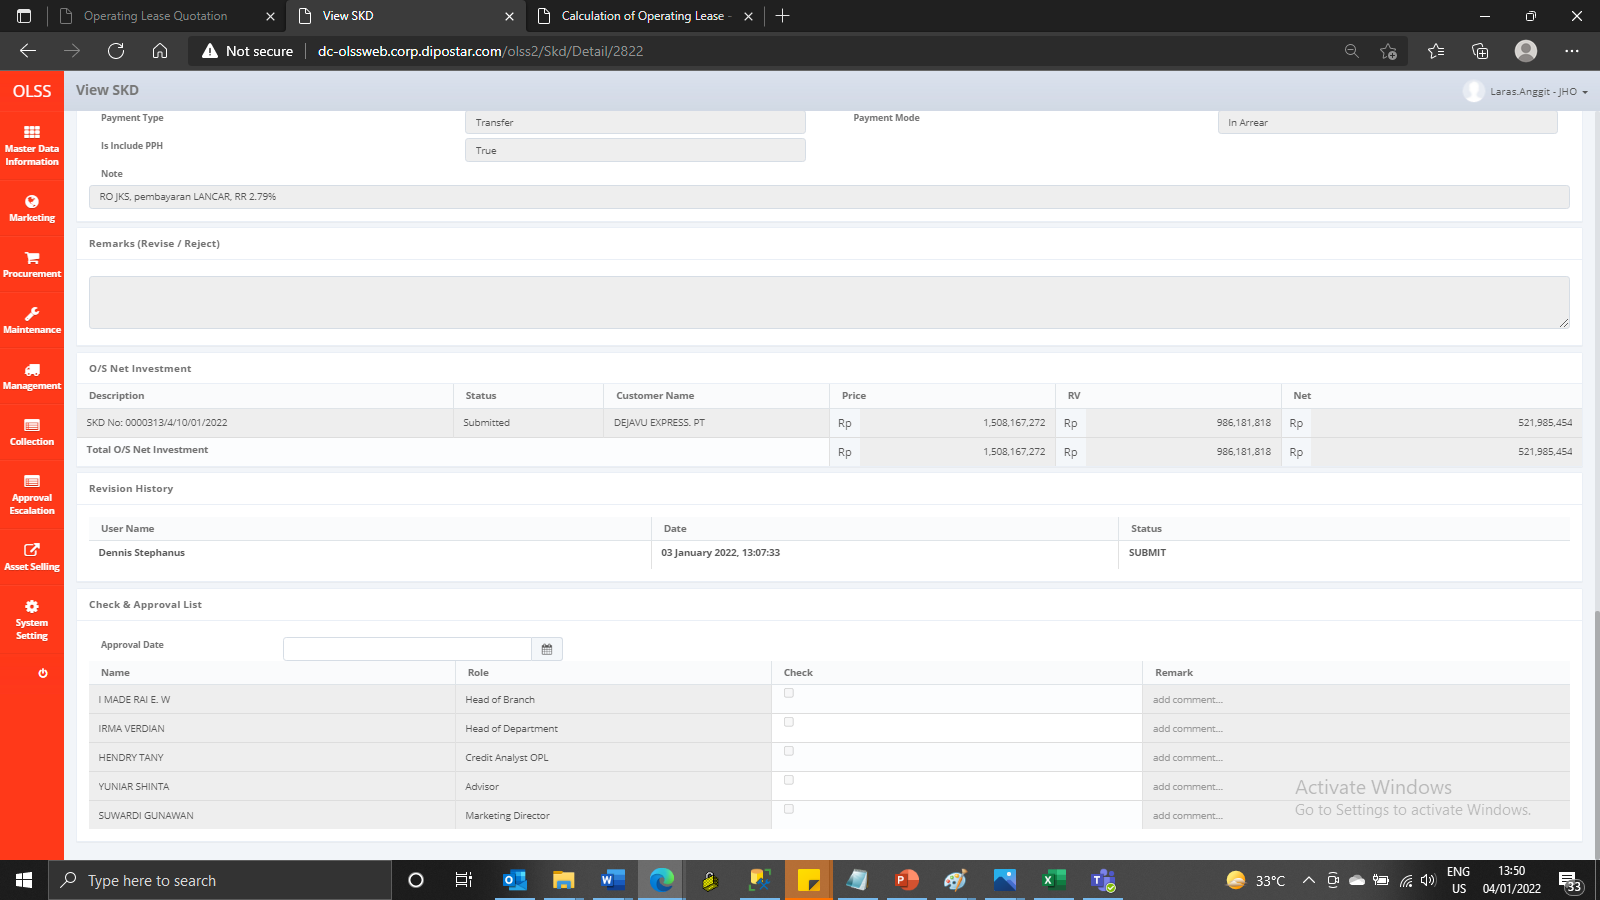 Operating Lease Quotation
View SKD
Calculation of Operating Lease -
Not secure
dc-olssweb.corp.dipostar.com/olss2/Skd/Detail/2822
OLSS
View SKD
Laras.Anggit - JHO
Master Data
Information
Marketing
Procurement
Maintenance
Management
Collection
Approval
Escalation
Asset Selling
System
Setting
Payment Type
Transfer
Payment Mode
In Arrear
Is Include PPH
True
Note
RO JKS, pembayaran LANCAR, RR 2.79%
Remarks (Revise / Reject)
O/S Net Investment
Description Status Customer Name Price RV Net
SKD No: 0000313/4/10/01/2022 Submitted DEJAVU EXPRESS. PT Rp 1,508,167,272 Rp 986,181,818 Rp 521,985,454
Total O/S Net Investment Rp 1,508,167,272 Rp 986,181,818 Rp 521,985,454
Revision History
User Name Date Status
Dennis Stephanus 03 January 2022, 13:07:33 SUBMIT
Check & Approval List
Approval Date
Name Role Check Remark
I MADE RAI E. W Head of Branch add comment...
IRMA VERDIAN Head of Department add comment...
HENDRY TANY Credit Analyst OPL add comment...
YUNIAR SHINTA Advisor add comment...
SUWARDI GUNAWAN Marketing Director add comment...
Activate Windows
Go to Settings to activate Windows.
Type here to search
33°C
ENG
US
13:50
04/01/2022
33